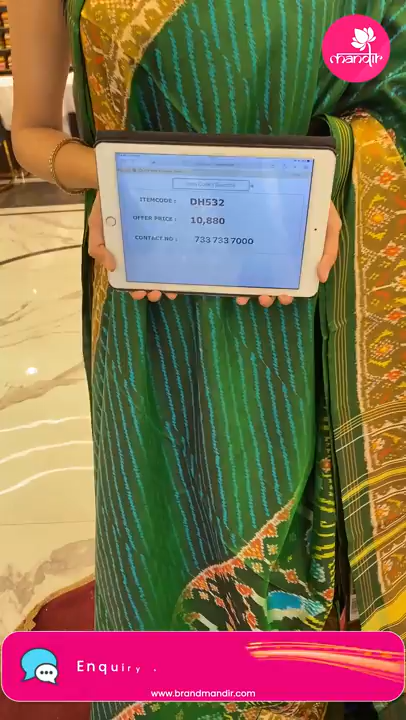 mandir
ITEMCODE : DH532
OFFER PRICE : 10,880
CONTACT.NO : 733 733 7000
Enquiry .
www.brandmandir.com